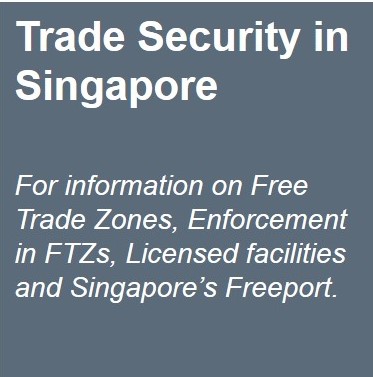 Trade Security in
Singapore
For information on Free
Trade Zones, Enforcement
in FTZs, Licensed facilities
and Singapore’s Freeport.